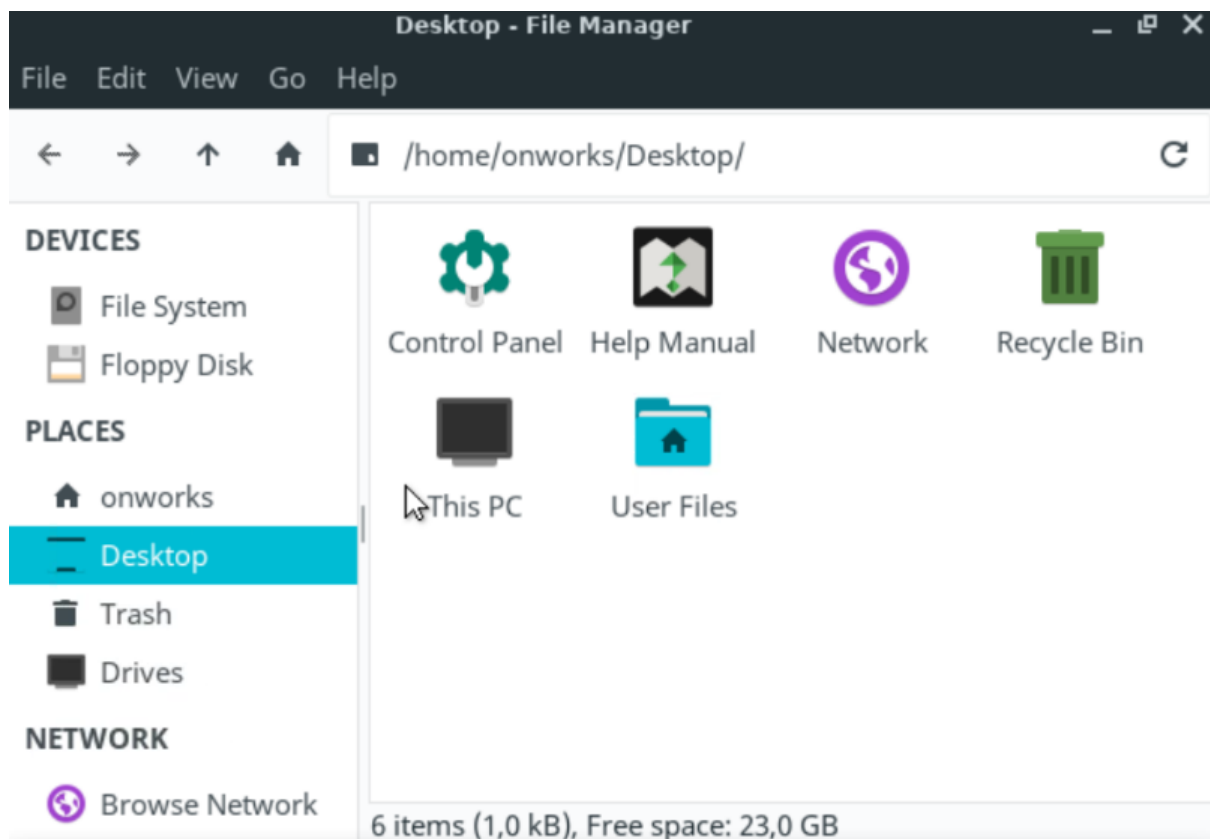 Desktop - File Manager
File Edit View Go Help
/home/onworks/Desktop/
DEVICES
File System
Floppy Disk
PLACES
onworks
Desktop
Trash
Drives
NETWORK
Browse Network
Control Panel Help Manual Network Recycle Bin
This PC User Files
6 items (1,0 kB), Free space: 23,0 GB